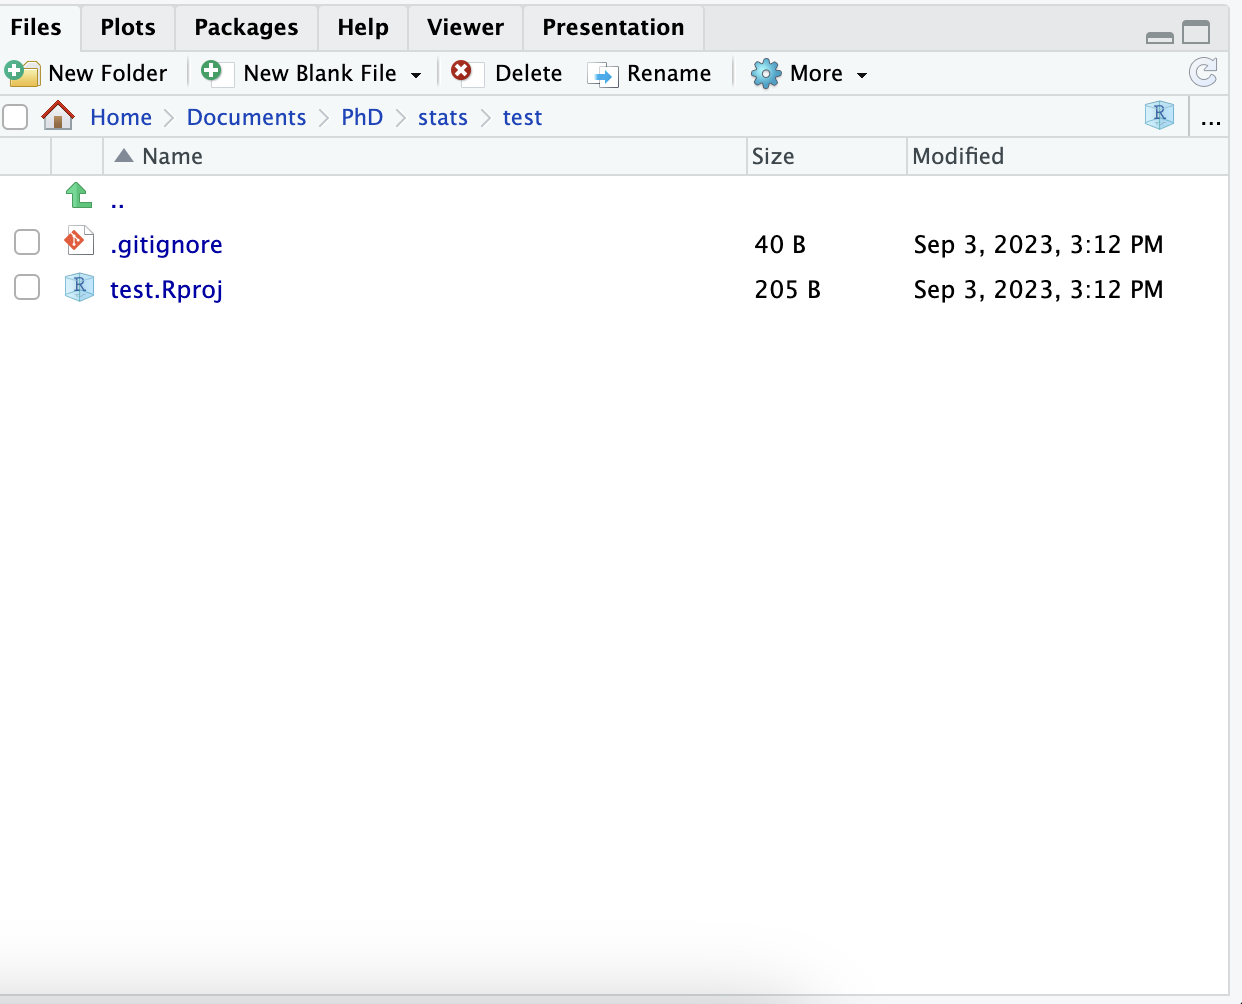 Files Plots Packages Help Viewer Presentation
New Folder New Blank File Delete Rename More
Home Documents PhD stats test R ...
Name Size Modified
..
.gitignore 40 B Sep 3, 2023, 3:12 PM
R test.Rproj 205 B Sep 3, 2023, 3:12 PM